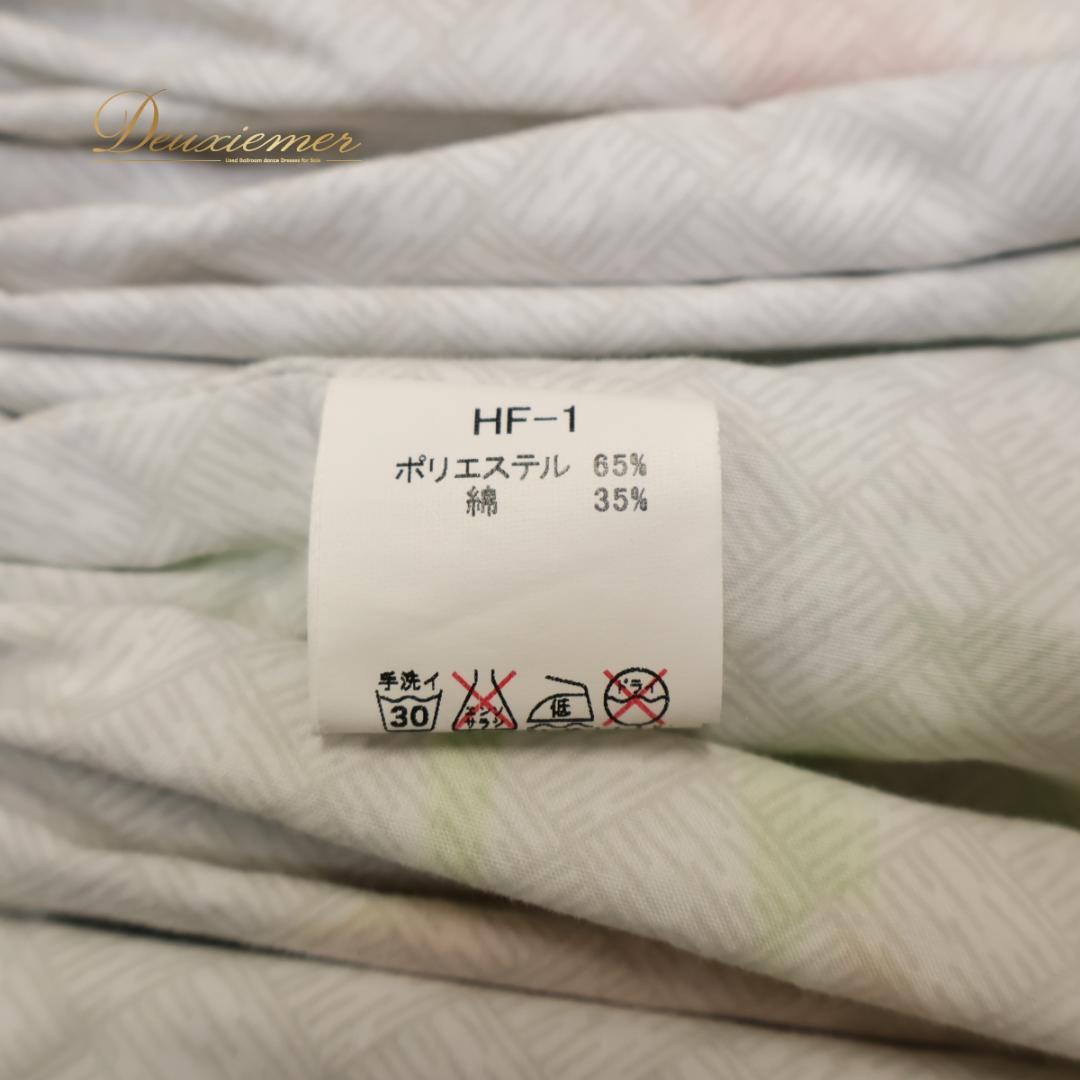 Deuxiemer
Used Ballroom dance Dresses for Sale
HF-1
ポリエステル 65%
綿 35%
手洗イ
30
エンソ
サラシ
低
ドライ